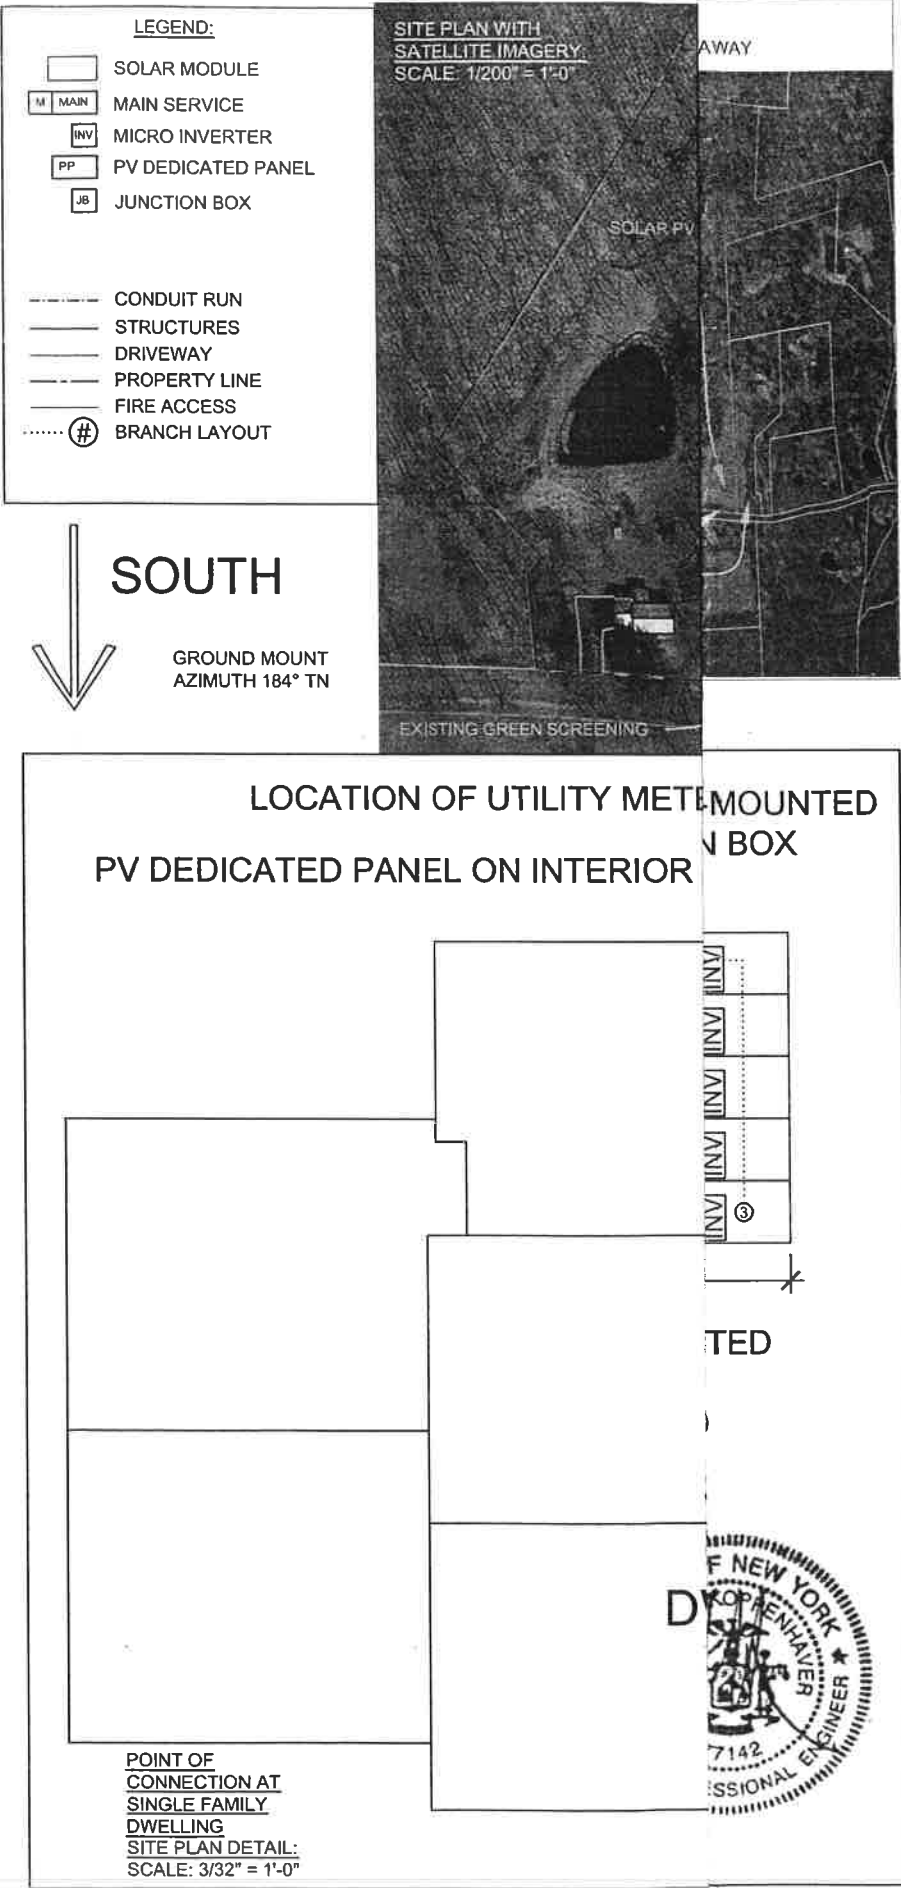 LEGEND:
SOLAR MODULE
M MAIN MAIN SERVICE
INV MICRO INVERTER
PP PV DEDICATED PANEL
JB JUNCTION BOX
CONDUIT RUN
STRUCTURES
DRIVEWAY
PROPERTY LINE
FIRE ACCESS
# BRANCH LAYOUT
SITE PLAN WITH
SATELLITE IMAGERY:
SCALE: 1/200" = 1'-0"
AWAY
SOLAR PV
EXISTING GREEN SCREENING
SOUTH
GROUND MOUNT
AZIMUTH 184° TN
LOCATION OF UTILITY METE
MOUNTED
N BOX
PV DEDICATED PANEL ON INTERIOR
INV
INV
INV
INV
INV
3
TED
DW
F NEW YORK ★
KOPPENHAVER
7142
ESSIONAL ENGINEER
POINT OF
CONNECTION AT
SINGLE FAMILY
DWELLING
SITE PLAN DETAIL:
SCALE: 3/32" = 1'-0"